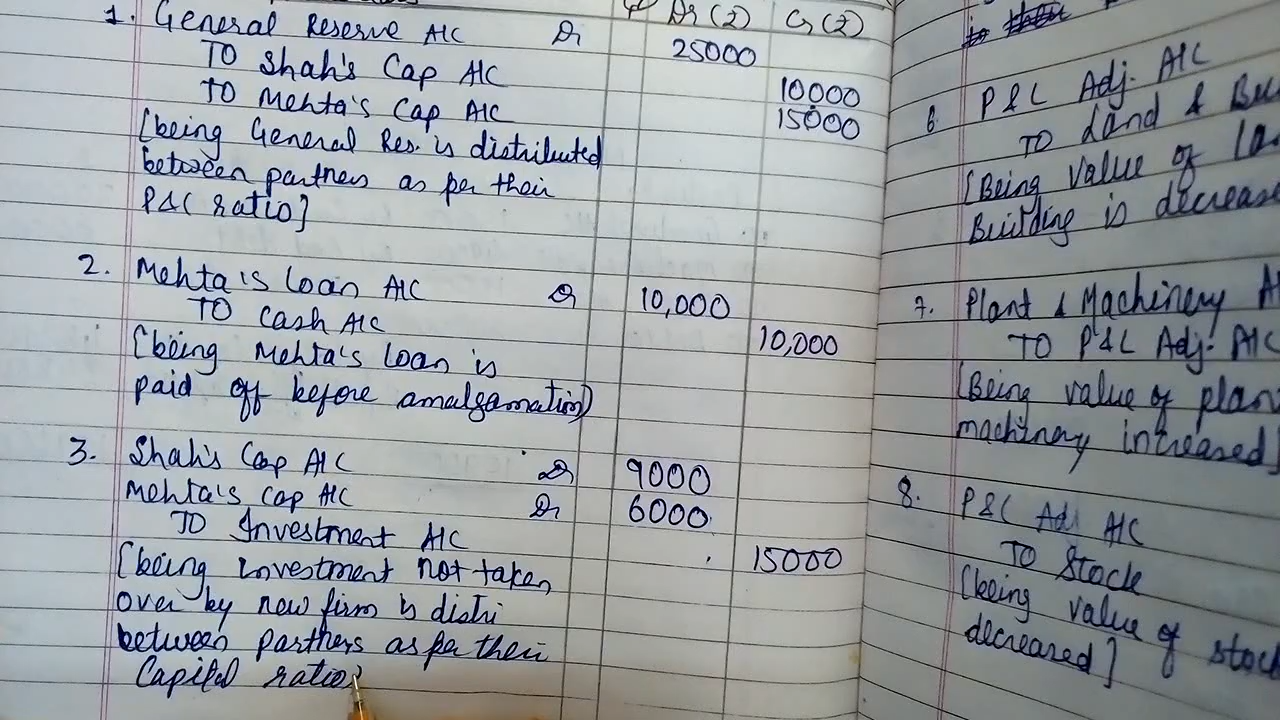 Dr (₹) Cr (₹)
1. General Reserve A/C Dr 25000
TO Shah's Cap A/C 10000
TO Mehta's Cap A/C 15000
[being General Res. is distributed
between partners as per their
P&L ratio]
2. Mehta's Loan A/C Dr 10,000
TO Cash A/C 10,000
[being Mehta's Loan is
paid off before amalgamation)
3. Shah's Cap A/C Dr 9000
Mehta's Cap A/C Dr 6000
TO Investment A/C 15000
[being investment not taken
over by new firm is distri
between partners as per their
Capital ratio)
6. P&L Adj. A/C
TO Land & Bui
[Being value of la
Building is decrease
7. Plant & Machinery A
TO P&L Adj. A/C
[Being value of plan
machinery increased]
8. P&L Adj A/C
TO Stock
[being value of stock
decreased]